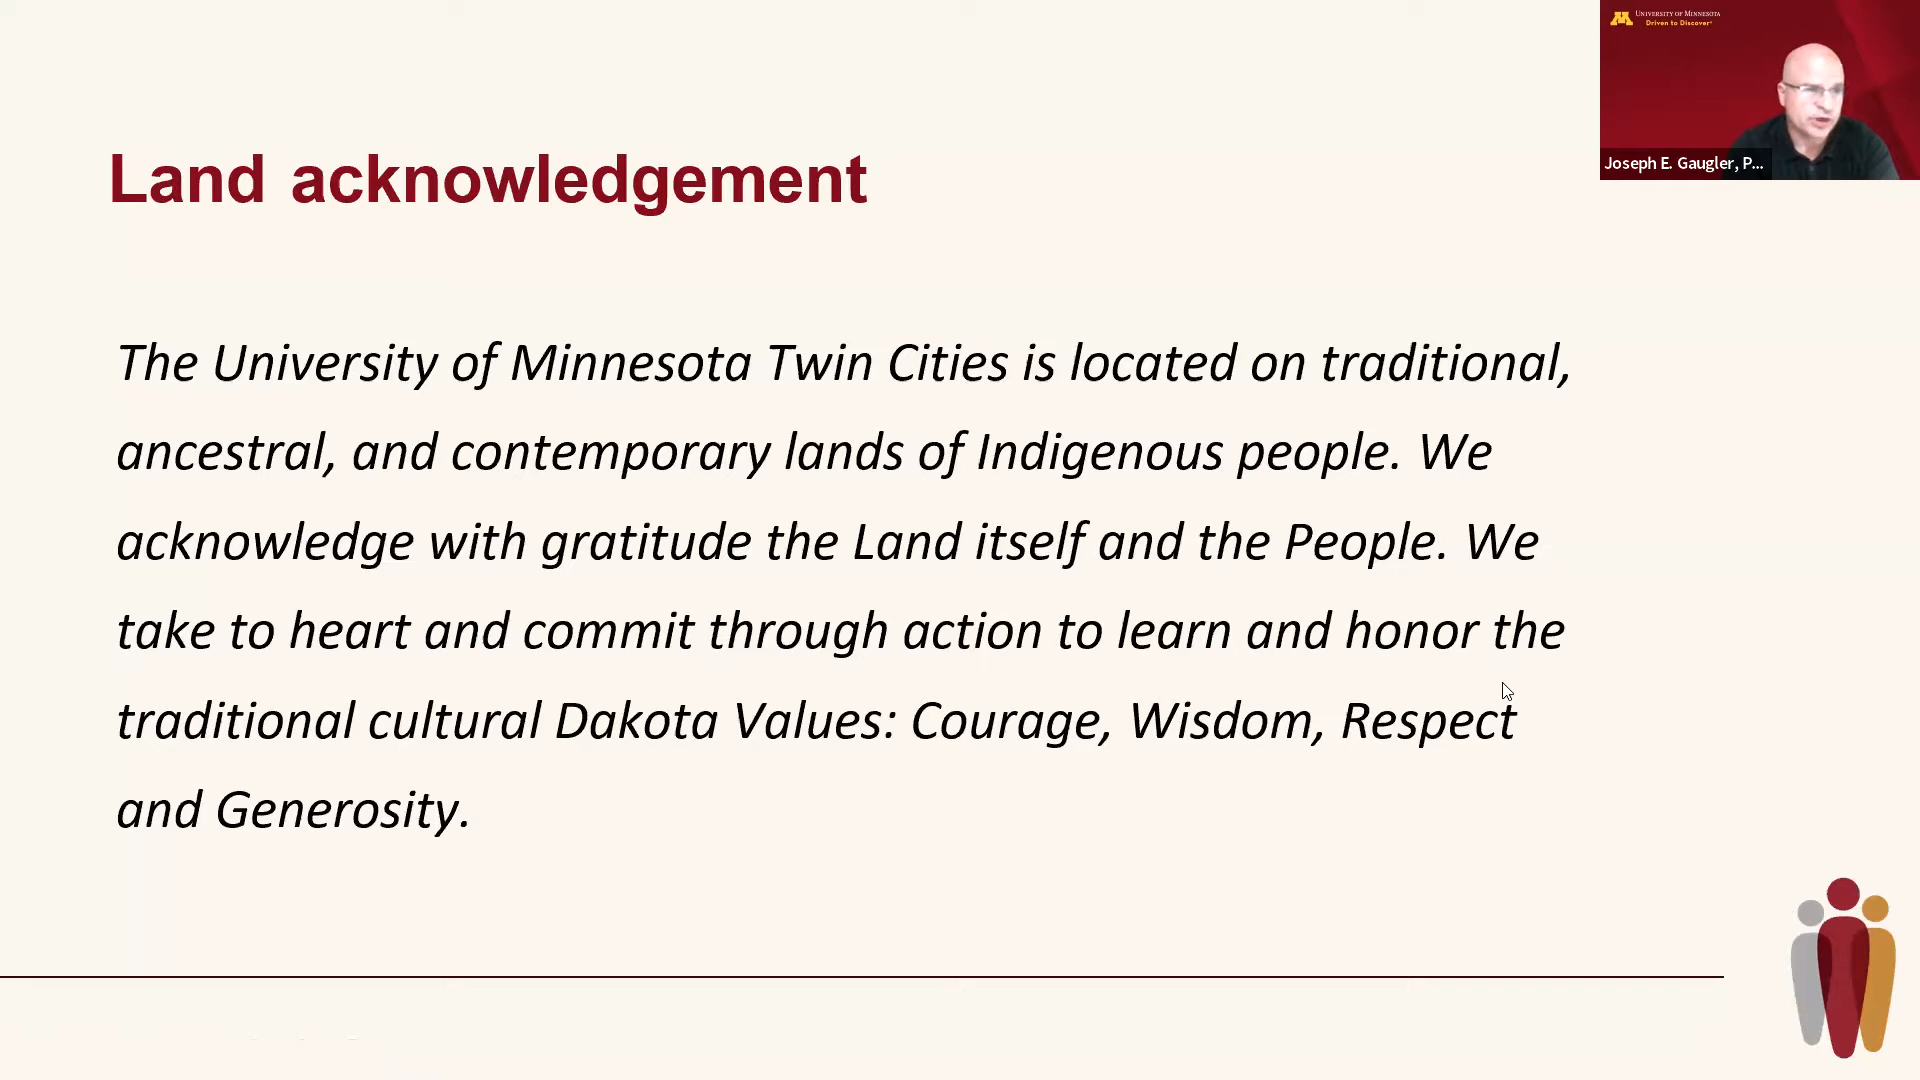 UNIVERSITY OF MINNESOTA
Driven to Discover
Joseph E. Gaugler, P...
Land acknowledgement
The University of Minnesota Twin Cities is located on traditional,
ancestral, and contemporary lands of Indigenous people. We
acknowledge with gratitude the Land itself and the People. We
take to heart and commit through action to learn and honor the
traditional cultural Dakota Values: Courage, Wisdom, Respect
and Generosity.